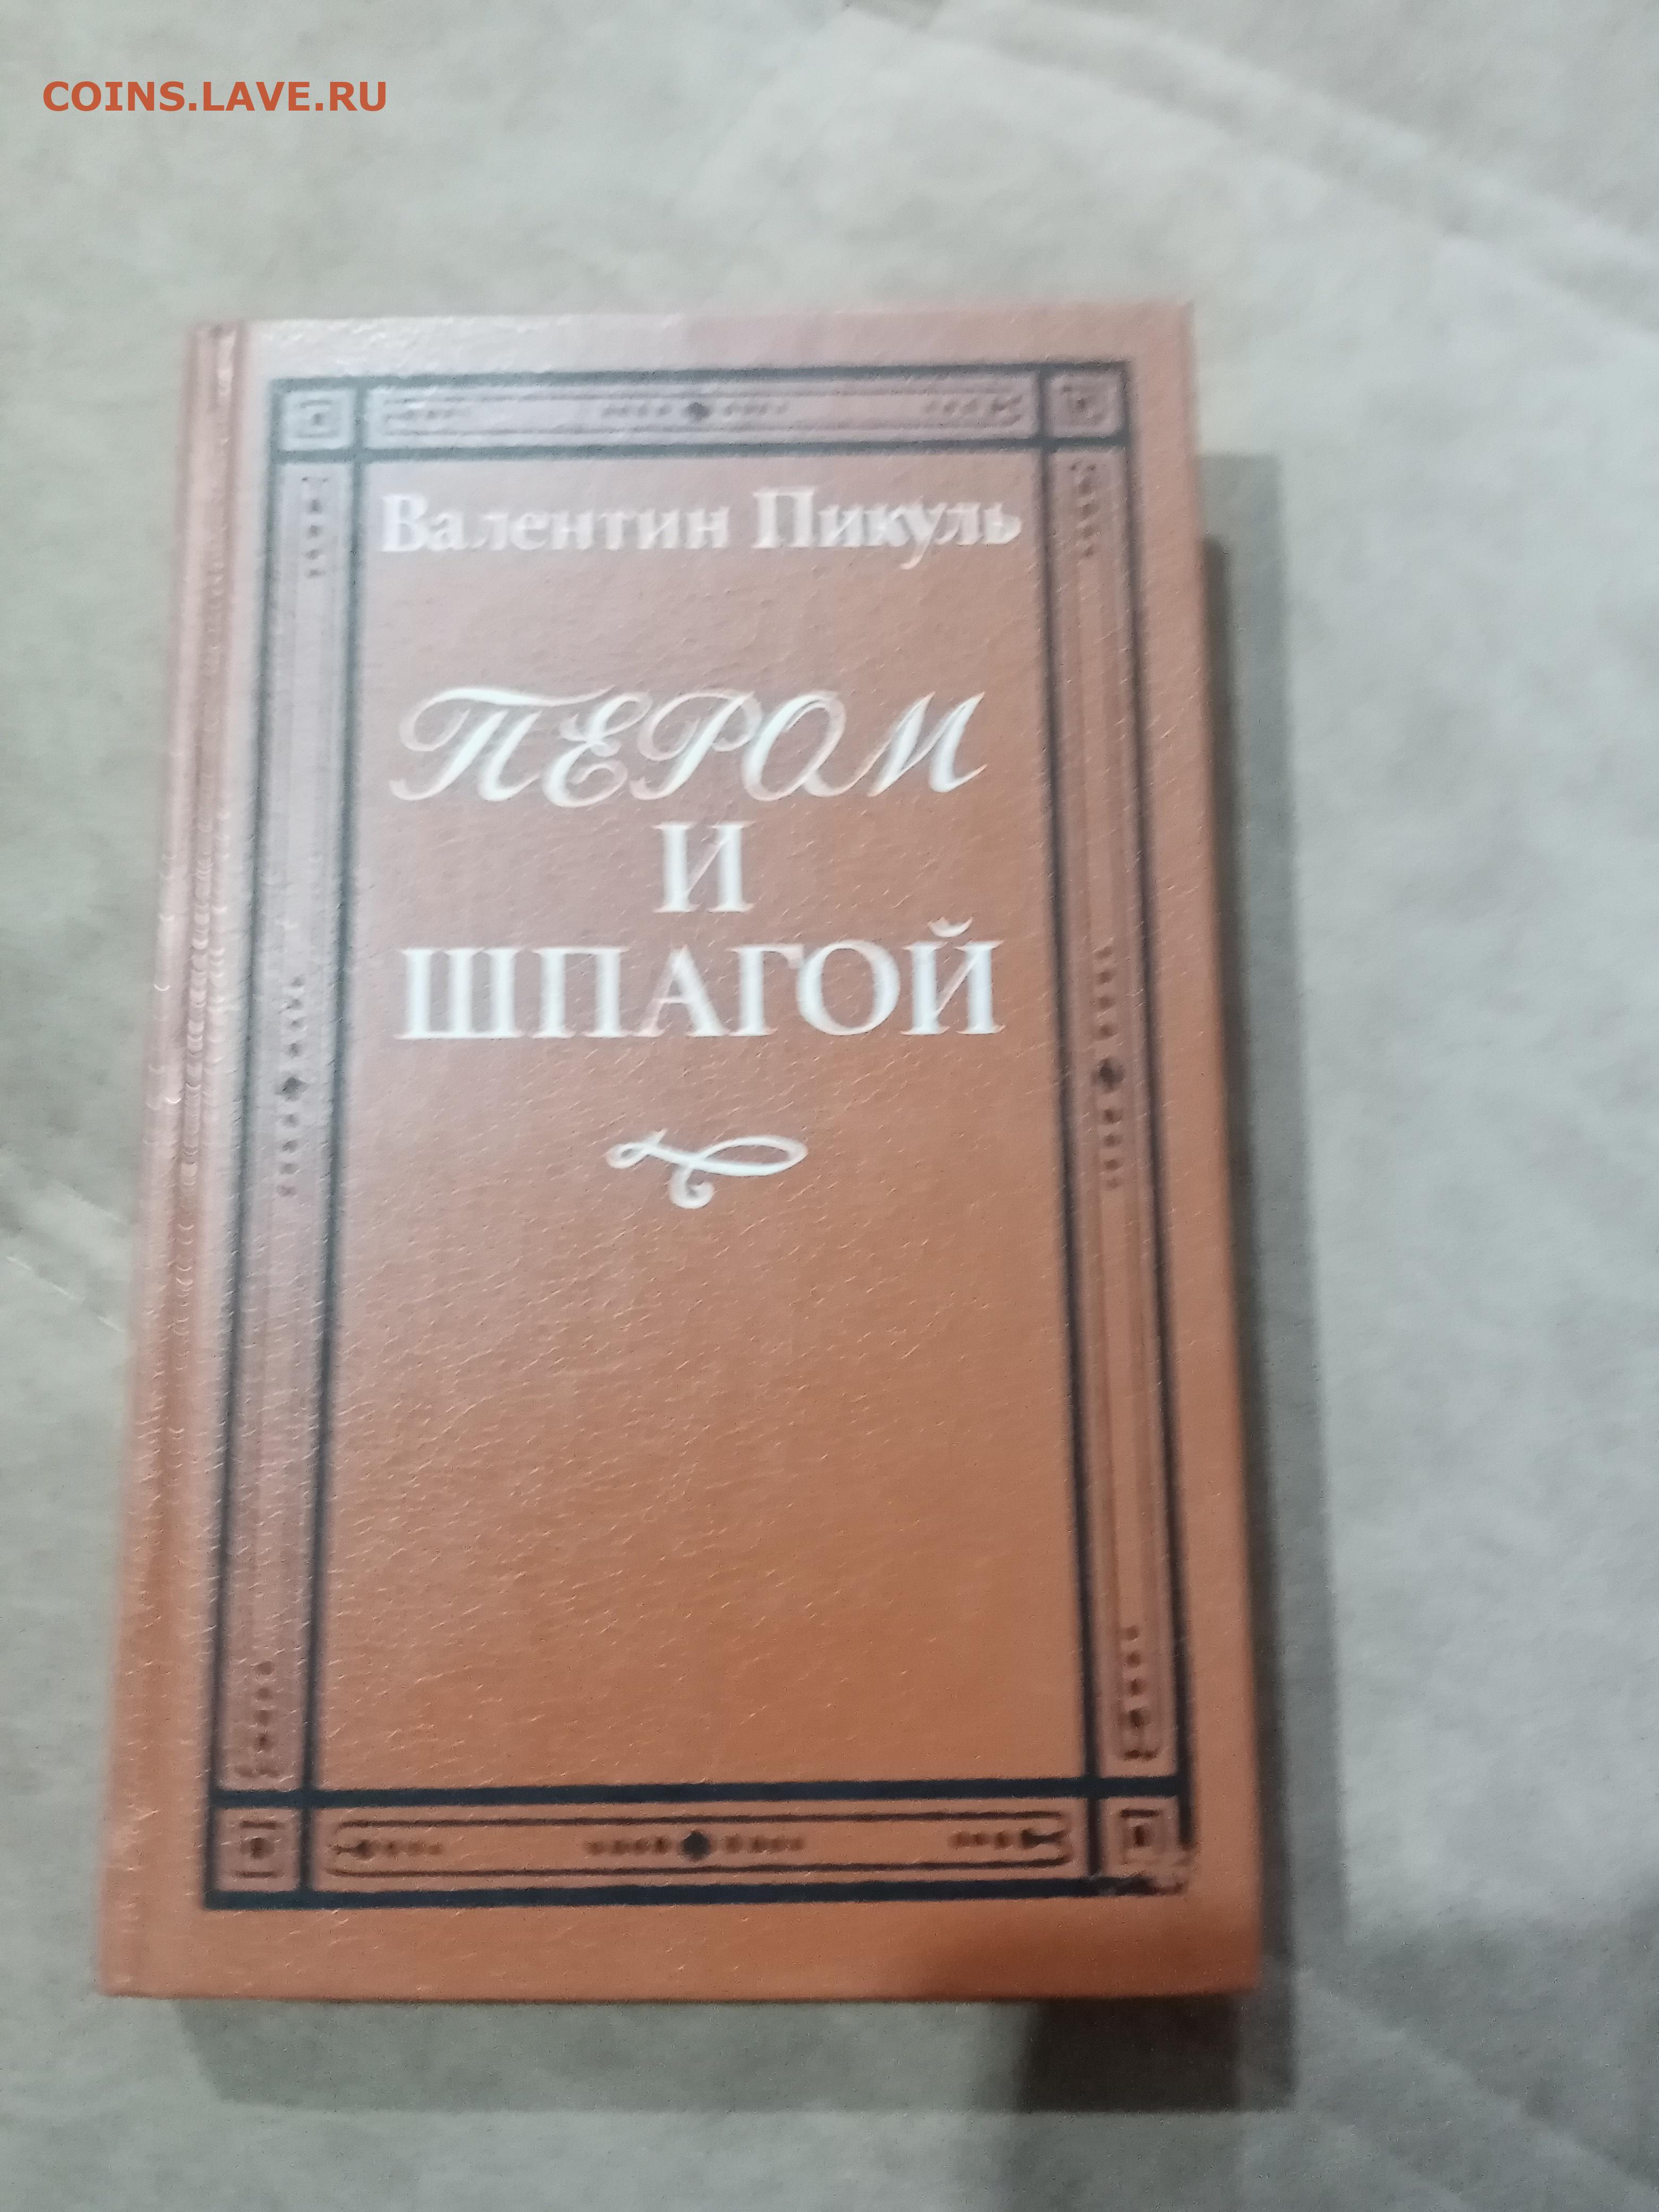 COINS.LAVE.RU
Валентин Пикуль
ПЕРОМ
И
ШПАГОЙ